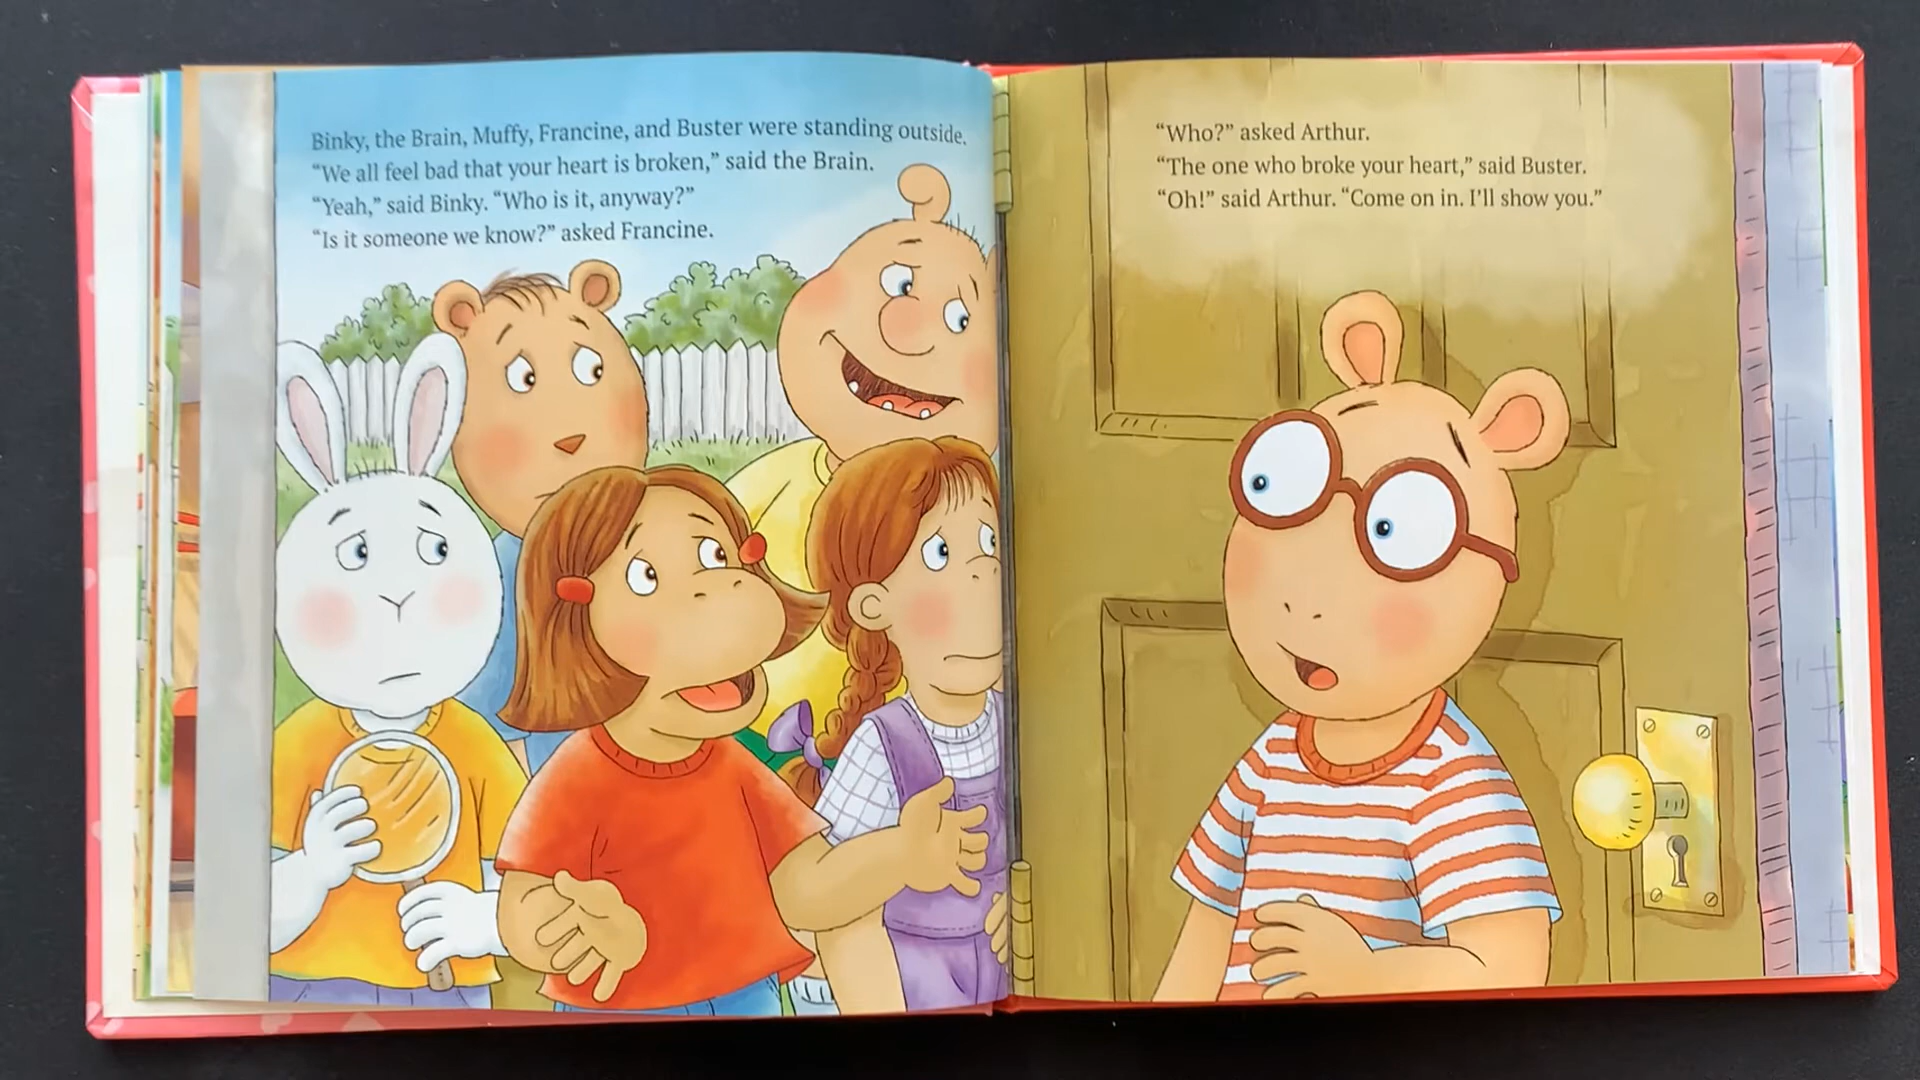 Binky, the Brain, Muffy, Francine, and Buster were standing outside.
“We all feel bad that your heart is broken,” said the Brain.
“Yeah,” said Binky. “Who is it, anyway?”
“Is it someone we know?” asked Francine.
“Who?” asked Arthur.
“The one who broke your heart,” said Buster.
“Oh!” said Arthur. “Come on in. I’ll show you.”